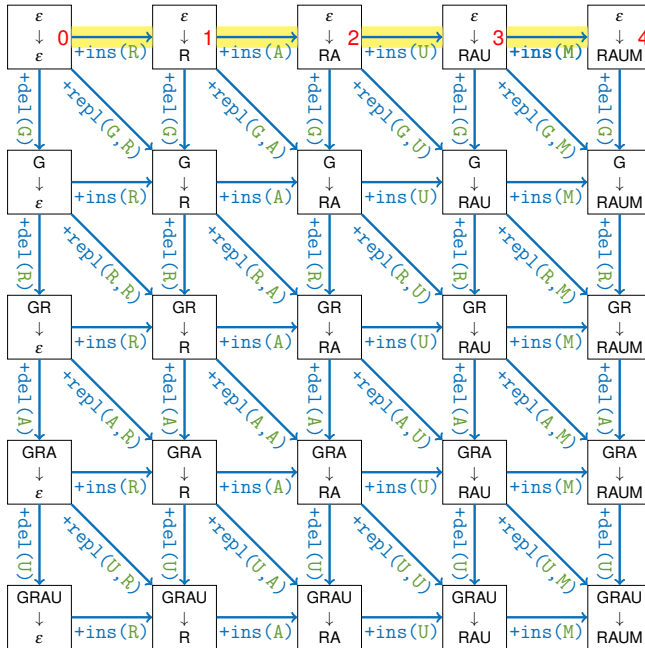 ε ε ε ε ε
↓ 0 ↓ 1 ↓ 2 ↓ 3 ↓ 4
ε +ins(R) R +ins(A) RA +ins(U) RAU +ins(M) RAUM
+del(G) +repl(G,R) +del(G) +repl(G,A) +del(G) +repl(G,U) +del(G) +repl(G,M) +del(G)
G G G G G
↓ +ins(R) ↓ +ins(A) ↓ +ins(U) ↓ +ins(M) ↓
ε R RA RAU RAUM
+del(R) +repl(R,R) +del(R) +repl(R,A) +del(R) +repl(R,U) +del(R) +repl(R,M) +del(R)
GR GR GR GR GR
↓ +ins(R) ↓ +ins(A) ↓ +ins(U) ↓ +ins(M) ↓
ε R RA RAU RAUM
+del(A) +repl(A,R) +del(A) +repl(A,A) +del(A) +repl(A,U) +del(A) +repl(A,M) +del(A)
GRA GRA GRA GRA GRA
↓ +ins(R) ↓ +ins(A) ↓ +ins(U) ↓ +ins(M) ↓
ε R RA RAU RAUM
+del(U) +repl(U,R) +del(U) +repl(U,A) +del(U) +repl(U,U) +del(U) +repl(U,M) +del(U)
GRAU GRAU GRAU GRAU GRAU
↓ +ins(R) ↓ +ins(A) ↓ +ins(U) ↓ +ins(M) ↓
ε R RA RAU RAUM